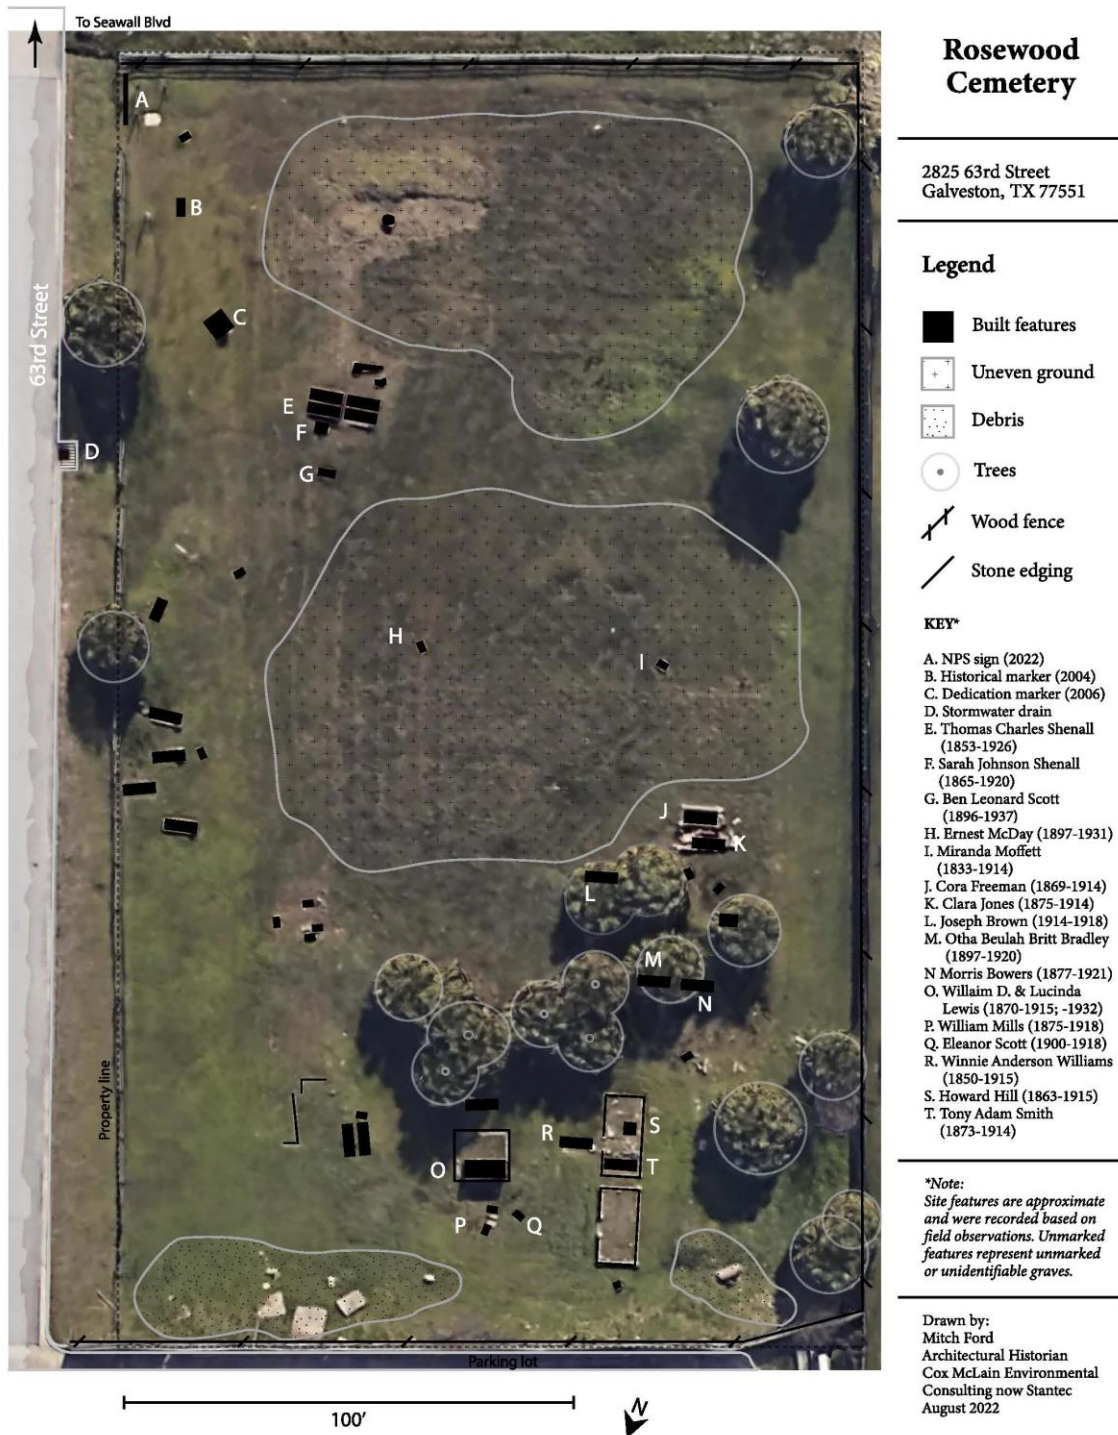 To Seawall Blvd
A
B
C
63rd Street
E
F
D
G
H
I
J
K
L
M
N
Property line
R
S
O
T
P
Q
Parking lot
100’
N
Rosewood
Cemetery
2825 63rd Street
Galveston, TX 77551
Legend
Built features
Uneven ground
Debris
Trees
Wood fence
Stone edging
KEY*
A. NPS sign (2022)
B. Historical marker (2004)
C. Dedication marker (2006)
D. Stormwater drain
E. Thomas Charles Shenall
(1853-1926)
F. Sarah Johnson Shenall
(1865-1920)
G. Ben Leonard Scott
(1896-1937)
H. Ernest McDay (1897-1931)
I. Miranda Moffett
(1833-1914)
J. Cora Freeman (1869-1914)
K. Clara Jones (1875-1914)
L. Joseph Brown (1914-1918)
M. Otha Beulah Britt Bradley
(1897-1920)
N Morris Bowers (1877-1921)
O. Willaim D. & Lucinda
Lewis (1870-1915; -1932)
P. William Mills (1875-1918)
Q. Eleanor Scott (1900-1918)
R. Winnie Anderson Williams
(1850-1915)
S. Howard Hill (1863-1915)
T. Tony Adam Smith
(1873-1914)
*Note:
Site features are approximate
and were recorded based on
field observations. Unmarked
features represent unmarked
or unidentifiable graves.
Drawn by:
Mitch Ford
Architectural Historian
Cox McLain Environmental
Consulting now Stantec
August 2022